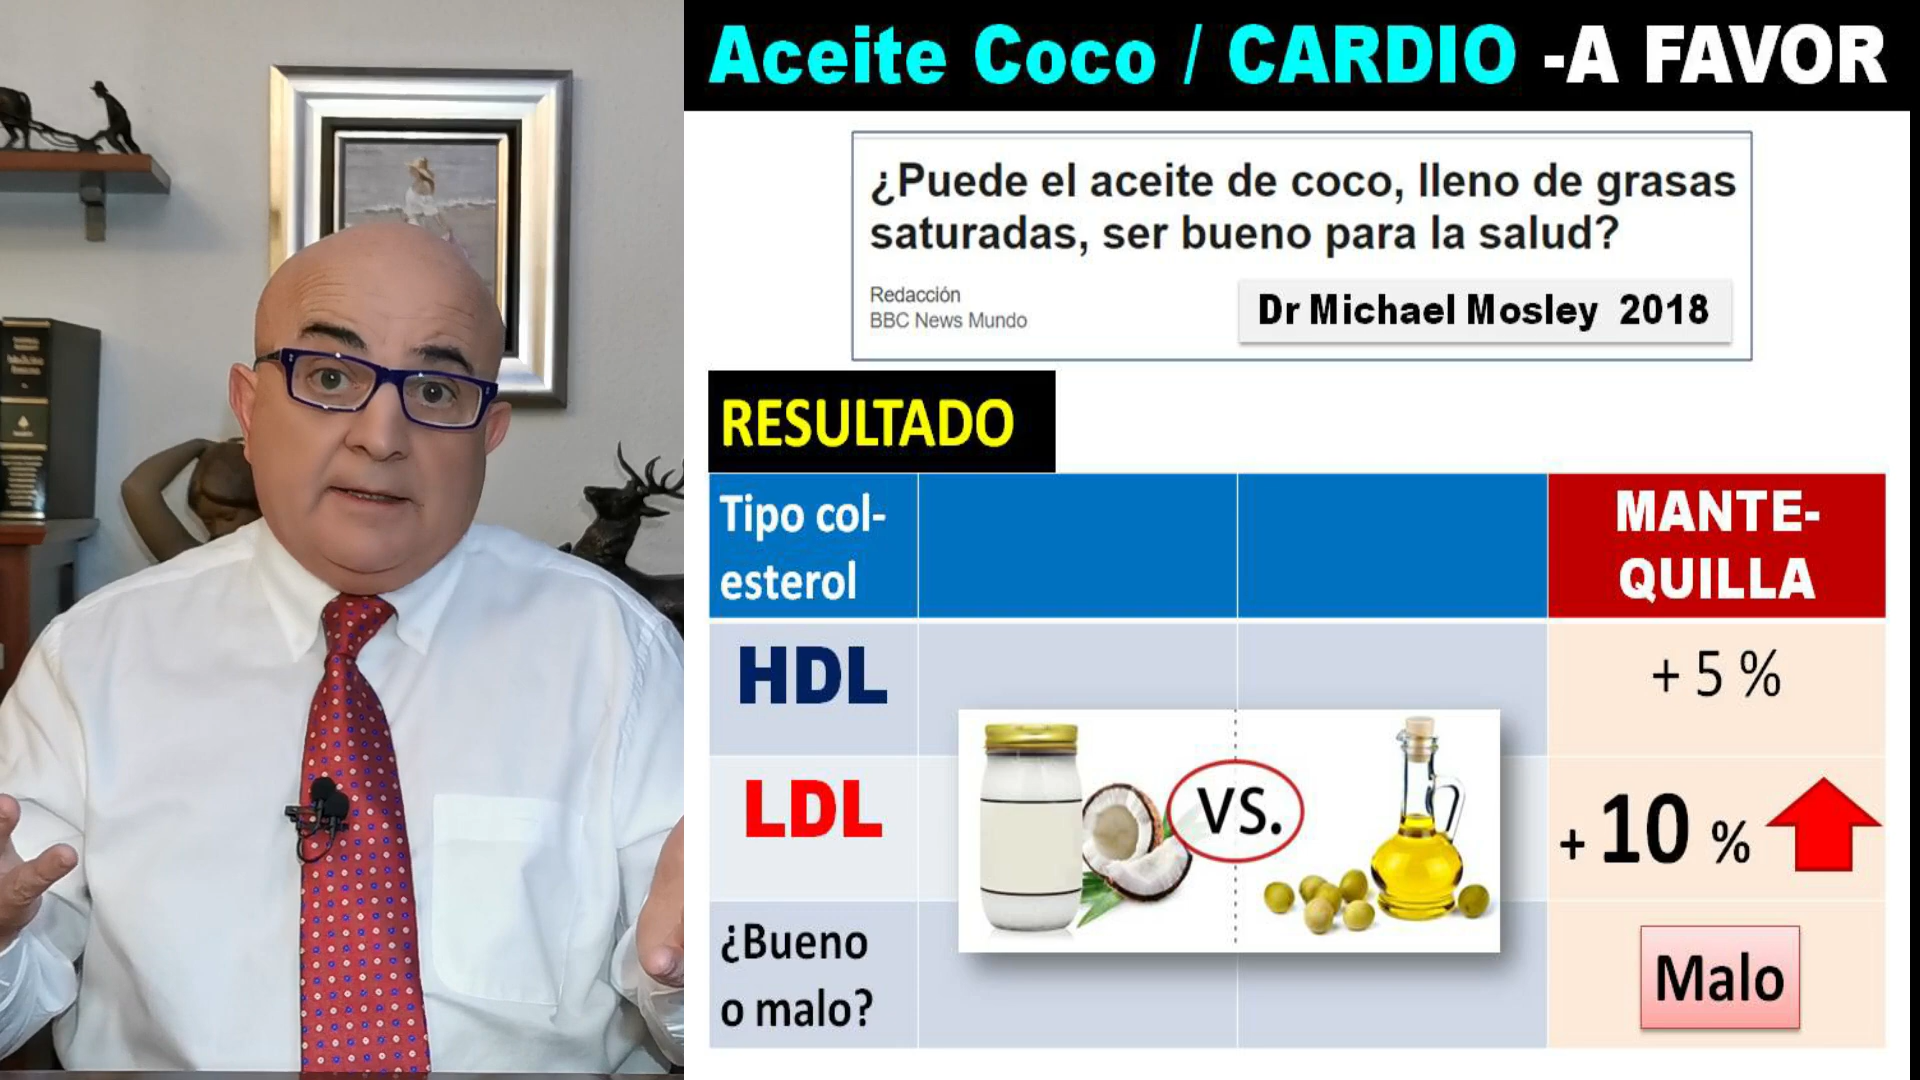 Aceite Coco / CARDIO -A FAVOR
¿Puede el aceite de coco, lleno de grasas
saturadas, ser bueno para la salud?
Redacción
BBC News Mundo
Dr Michael Mosley 2018
RESULTADO
Tipo col-
esterol
MANTE-
QUILLA
HDL
+ 5 %
LDL
VS.
+ 10 %
¿Bueno
o malo?
Malo